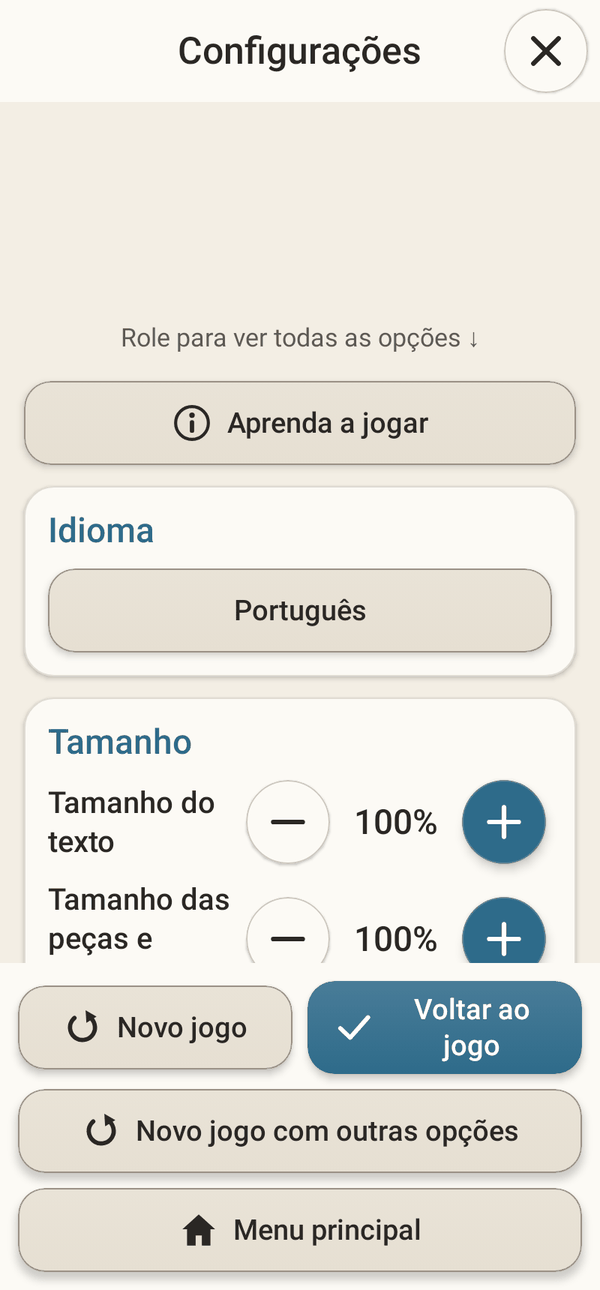 Configurações
Role para ver todas as opções ↓
Aprenda a jogar
Idioma
Português
Tamanho
Tamanho do
texto
100%
Tamanho das
peças e
100%
Novo jogo
Voltar ao
jogo
Novo jogo com outras opções
Menu principal